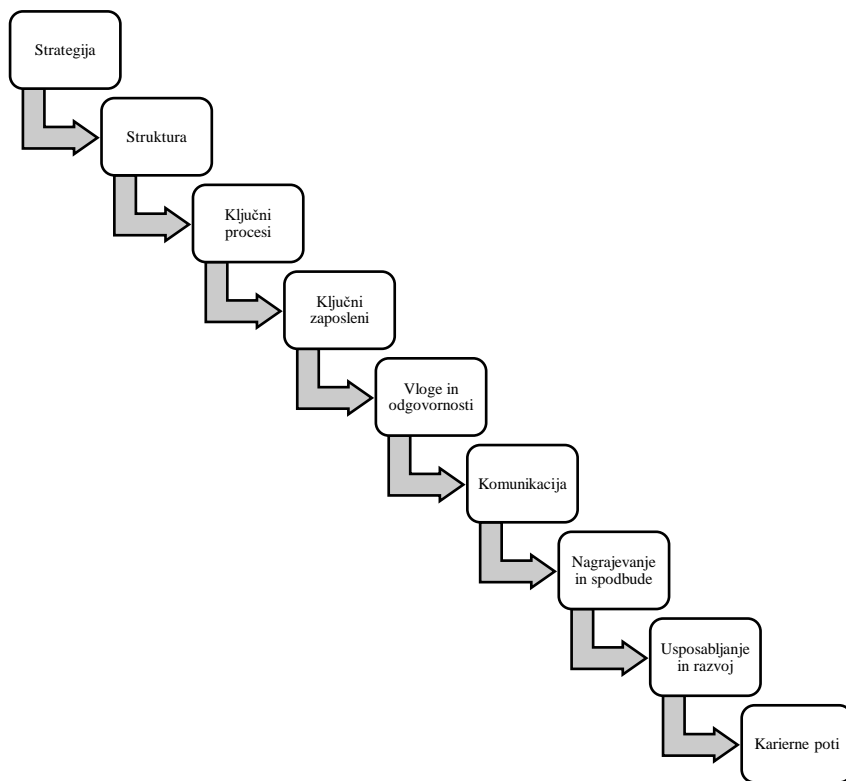 Strategija
Struktura
Ključni
procesi
Ključni
zaposleni
Vloge in
odgovornosti
Komunikacija
Nagrajevanje
in spodbude
Usposabljanje
in razvoj
Karierne poti